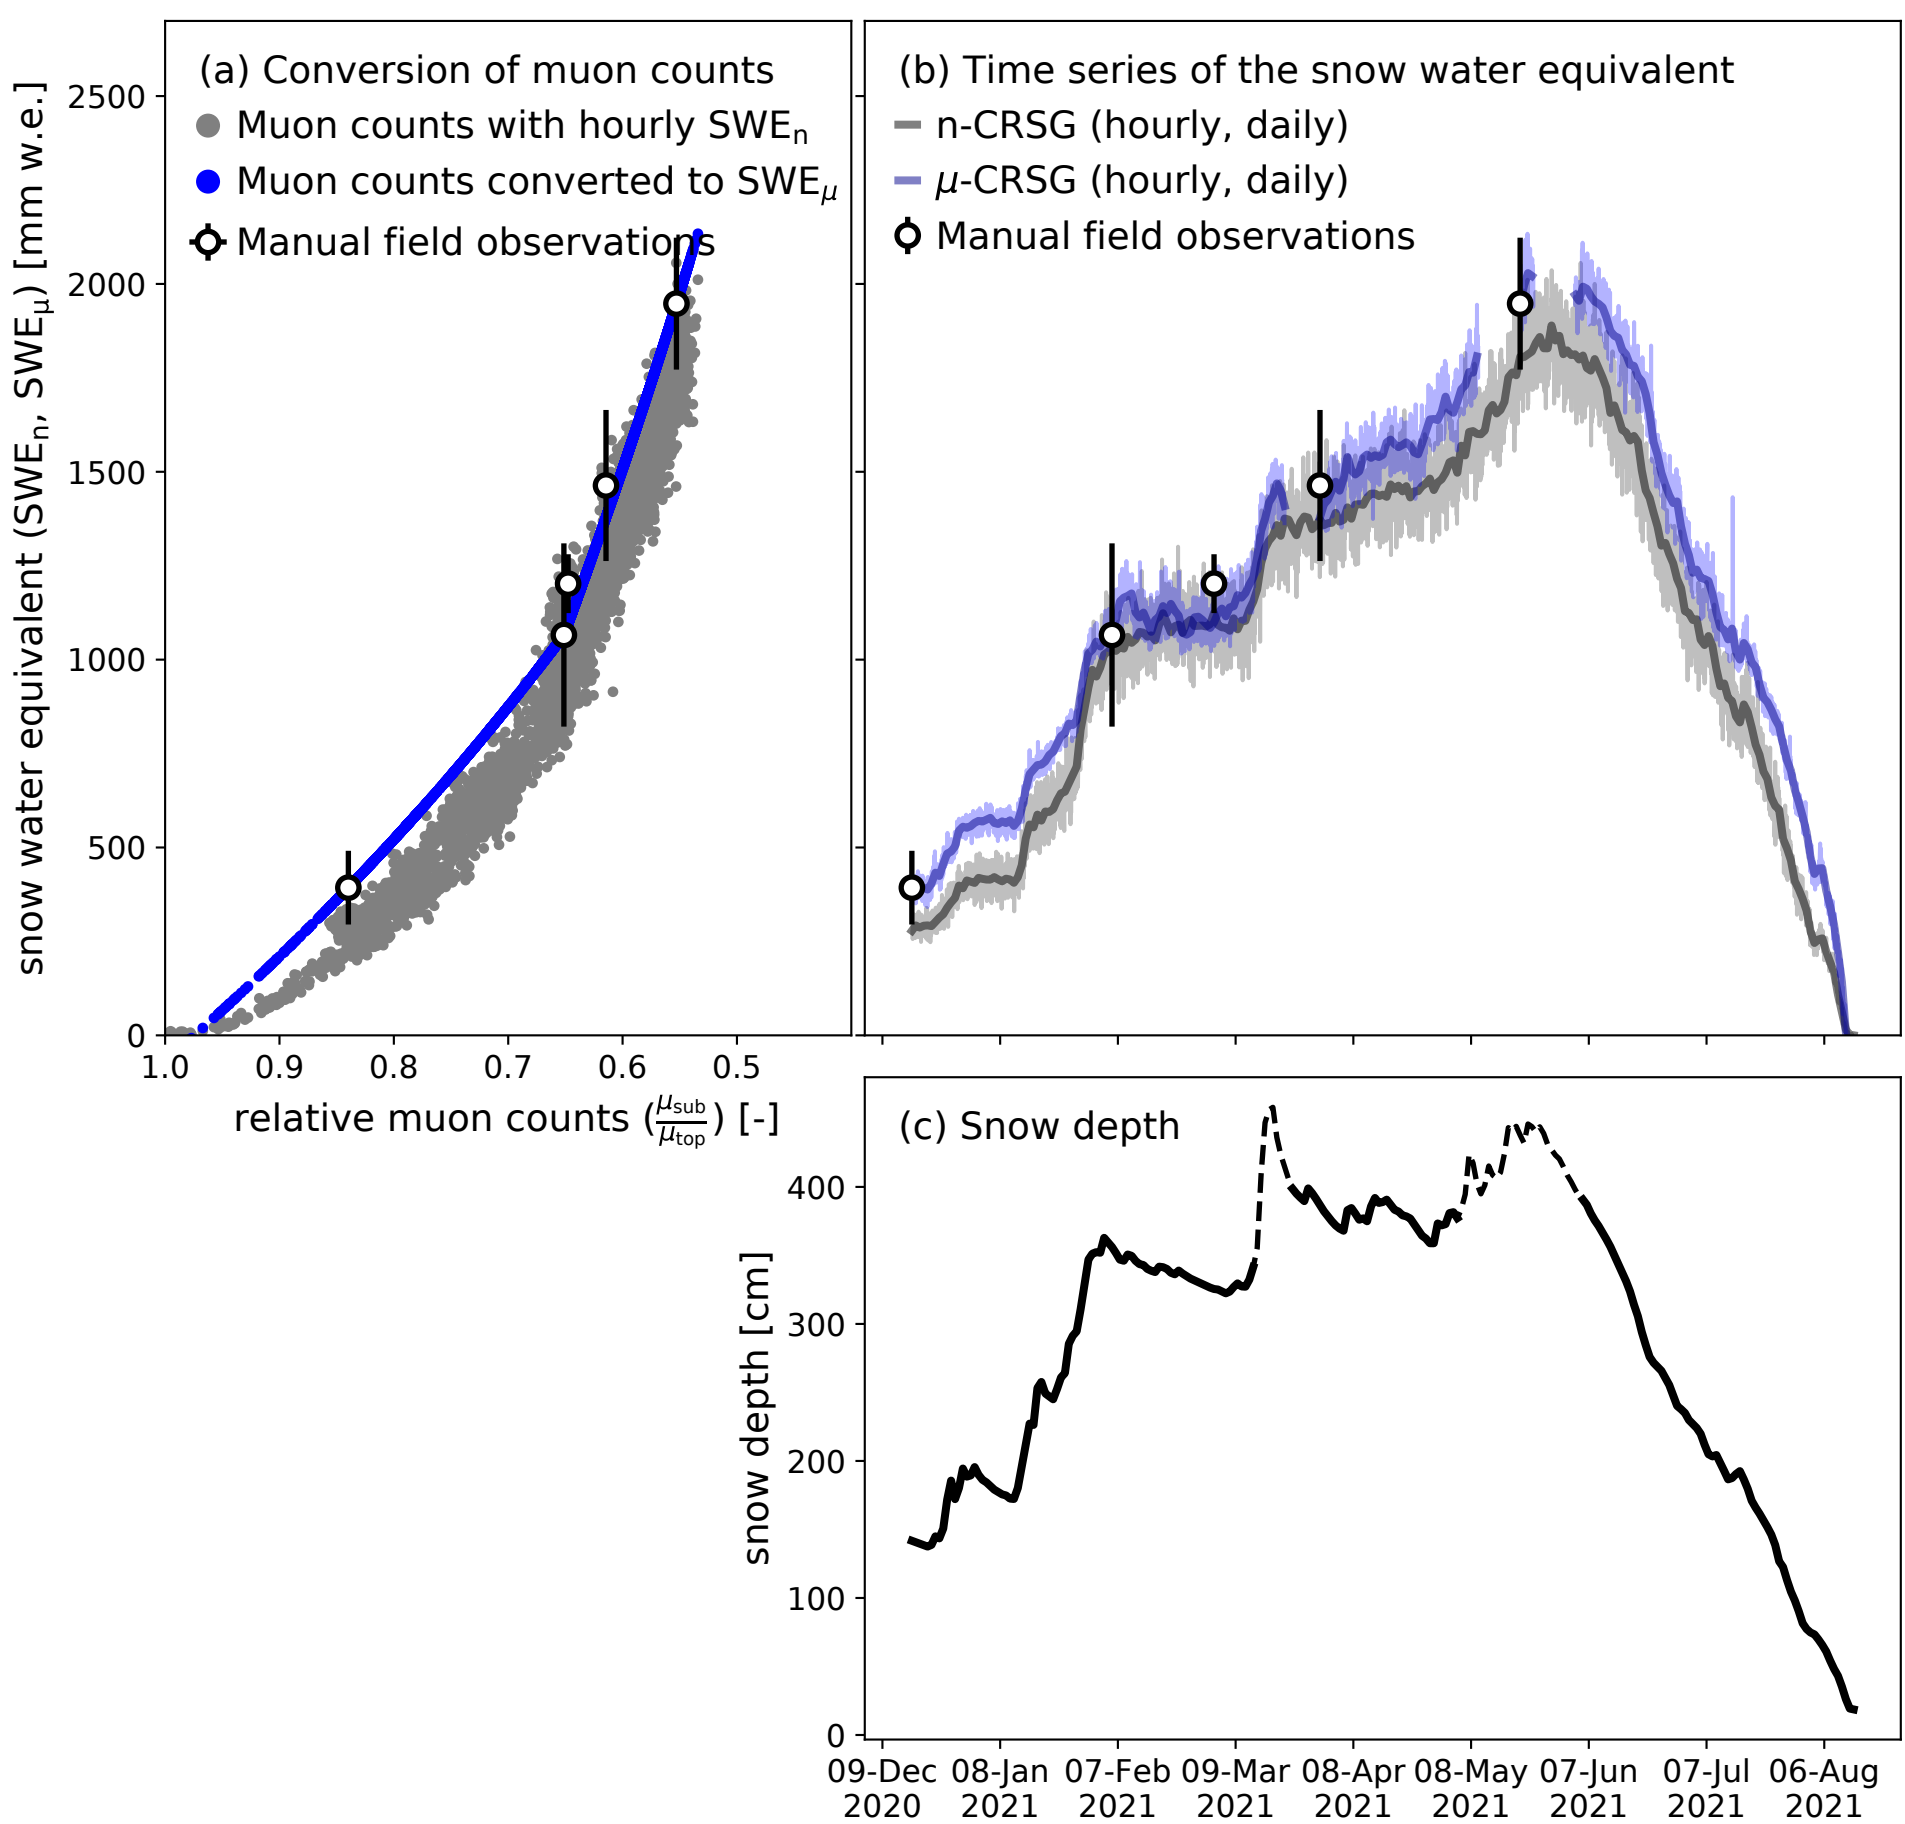 (a) Conversion of muon counts
Muon counts with hourly SWEₙ
Muon counts converted to SWE_μ
Manual field observations
snow water equivalent (SWEₙ, SWE_μ) [mm w.e.]
2500
2000
1500
1000
500
0
1.0 0.9 0.8 0.7 0.6 0.5
relative muon counts (μ_sub/μ_top) [-]
(b) Time series of the snow water equivalent
n-CRSG (hourly, daily)
μ-CRSG (hourly, daily)
Manual field observations
(c) Snow depth
snow depth [cm]
400
300
200
100
0
09-Dec 08-Jan 07-Feb 09-Mar 08-Apr 08-May 07-Jun 07-Jul 06-Aug
2020 2021 2021 2021 2021 2021 2021 2021 2021